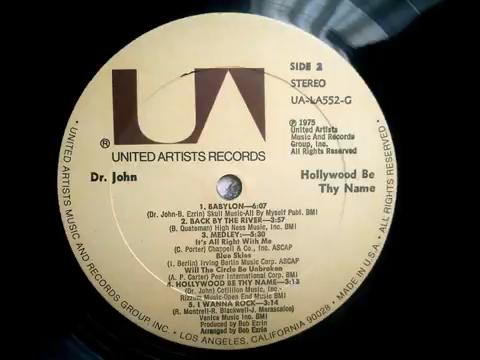 UA
®
UNITED ARTISTS RECORDS
SIDE 2
STEREO
UA-LA552-G
℗ 1975
United Artists
Music And Records
Group, Inc.
All Rights Reserved
Dr. John
Hollywood Be
Thy Name
1. BABYLON—6:07
(Dr. John-B. Ezrin) Skull Music-All By Myself Publ. BMI
2. BACK BY THE RIVER—3:57
(B. Quateman) High Ness Music, Inc. BMI
3. MEDLEY:—5:30
It's All Right With Me
(C. Porter) Chappell & Co., Inc. ASCAP
Blue Skies
(I. Berlin) Irving Berlin Music Corp. ASCAP
Will The Circle Be Unbroken
(A. P. Carter) Peer International Corp. BMI
4. HOLLYWOOD BE THY NAME—3:13
(Dr. John) Cotillion Music, Inc.-
Rizzum Music-Open End Music BMI
5. I WANNA ROCK—3:14
(R. Montrell-R. Blackwell-J. Marascalco)
Venice Music Inc. BMI
Produced by Bob Ezrin
Arranged by Bob Ezrin
• UNITED ARTISTS MUSIC AND RECORDS GROUP, INC. • LOS ANGELES, CALIFORNIA 90028 • MADE IN U.S.A. •